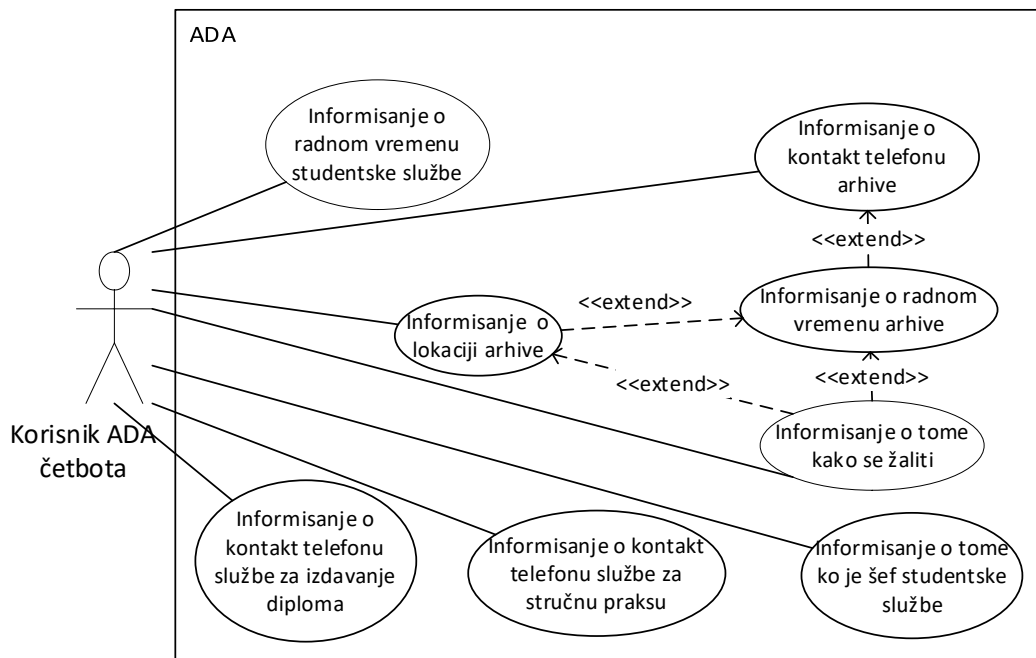 ADA
Informisanje o
radnom vremenu
studentske službe
Informisanje o
kontakt telefonu
arhive
<<extend>>
<<extend>>
Informisanje o radnom
vremenu arhive
Informisanje o
lokaciji arhive
<<extend>>
<<extend>>
Informisanje o tome
kako se žaliti
Korisnik ADA
četbota
Informisanje o
kontakt telefonu
službe za izdavanje
diploma
Informisanje o kontakt
telefonu službe za
stručnu praksu
Informisanje o tome
ko je šef studentske
službe